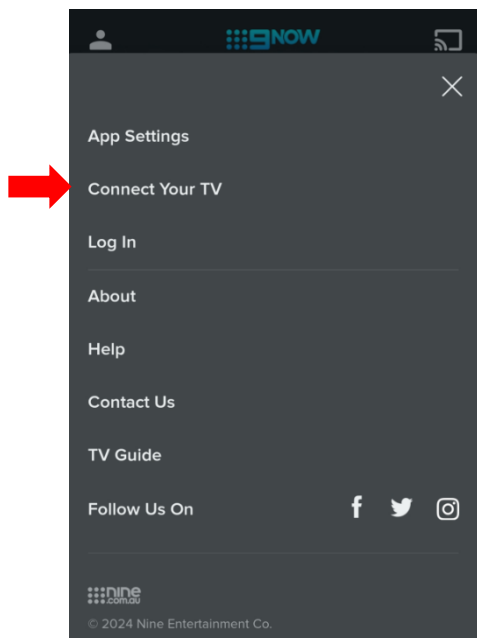 9NOW
App Settings
Connect Your TV
Log In
About
Help
Contact Us
TV Guide
Follow Us On
nine
.com.au
© 2024 Nine Entertainment Co.